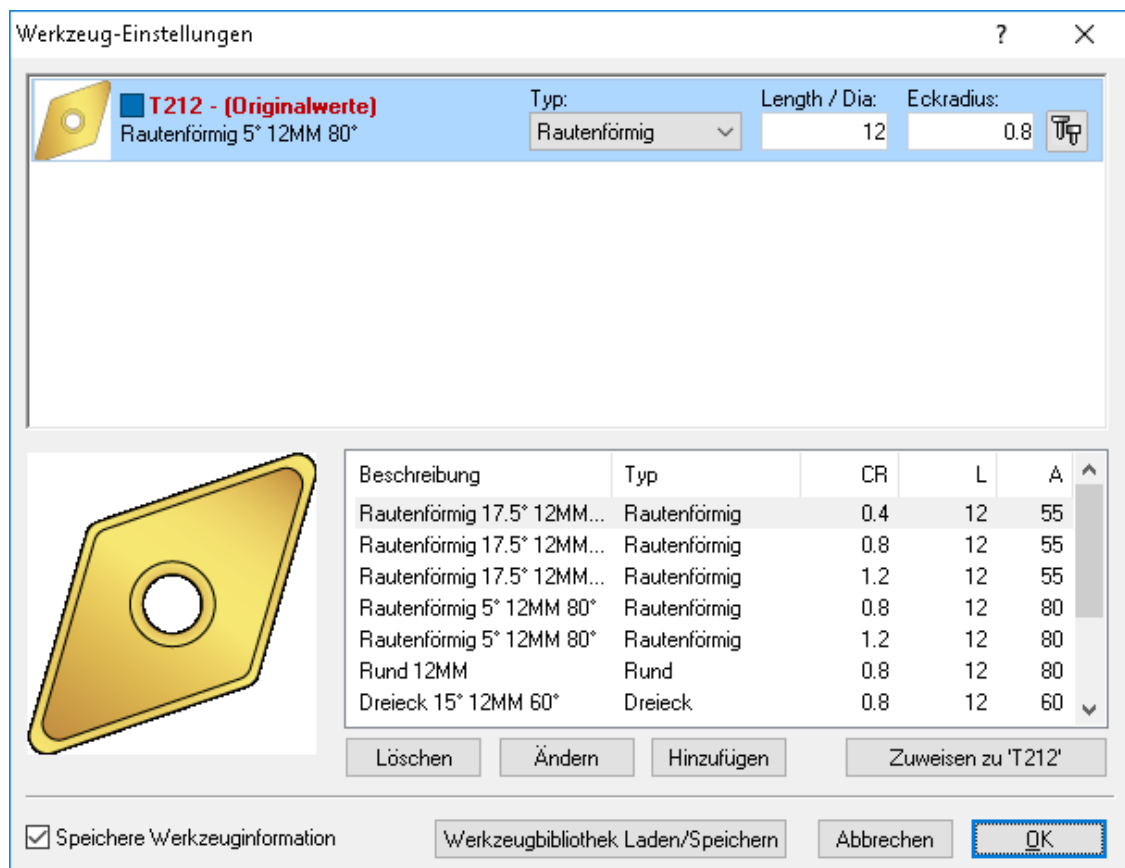 Werkzeug-Einstellungen ?
T212 - (Originalwerte)
Rautenförmig 5° 12MM 80°
Typ: Length / Dia: Eckradius:
Rautenförmig 12 0.8
Beschreibung Typ CR L A
Rautenförmig 17.5° 12MM... Rautenförmig 0.4 12 55
Rautenförmig 17.5° 12MM... Rautenförmig 0.8 12 55
Rautenförmig 17.5° 12MM... Rautenförmig 1.2 12 55
Rautenförmig 5° 12MM 80° Rautenförmig 0.8 12 80
Rautenförmig 5° 12MM 80° Rautenförmig 1.2 12 80
Rund 12MM Rund 0.8 12 80
Dreieck 15° 12MM 60° Dreieck 0.8 12 60
Löschen Ändern Hinzufügen Zuweisen zu 'T212'
Speichere Werkzeuginformation Werkzeugbibliothek Laden/Speichern Abbrechen OK